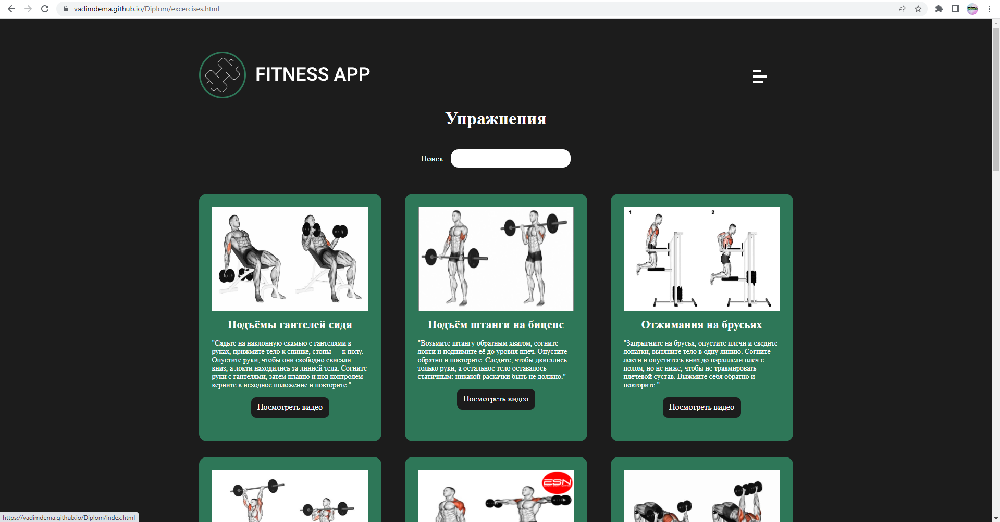 vadimdema.github.io/Diplom/excercises.html
FITNESS APP
Упражнения
Поиск:
1 2
Подъёмы гантелей сидя
"Сядьте на наклонную скамью с гантелями в
руках, прижмите тело к спинке, стопы — к полу.
Опустите руки, чтобы они свободно свисали
вниз, а локти находились за линией тела. Согните
руки с гантелями, затем плавно и под контролем
верните в исходное положение и повторите."
Посмотреть видео
Подъём штанги на бицепс
"Возьмите штангу обратным хватом, согните
локти и поднимите её до уровня плеч. Опустите
обратно и повторите. Следите, чтобы двигались
только руки, а остальное тело оставалось
статичным: никакой раскачки быть не должно."
Посмотреть видео
Отжимания на брусьях
"Запрыгните на брусья, опустите плечи и сведите
лопатки, вытяните тело в одну линию. Согните
локти и опуститесь вниз до параллели плеч с
полом, но не ниже, чтобы не травмировать
плечевой сустав. Выжмите себя обратно и
повторите."
Посмотреть видео
ESN
https://vadimdema.github.io/Diplom/index.html